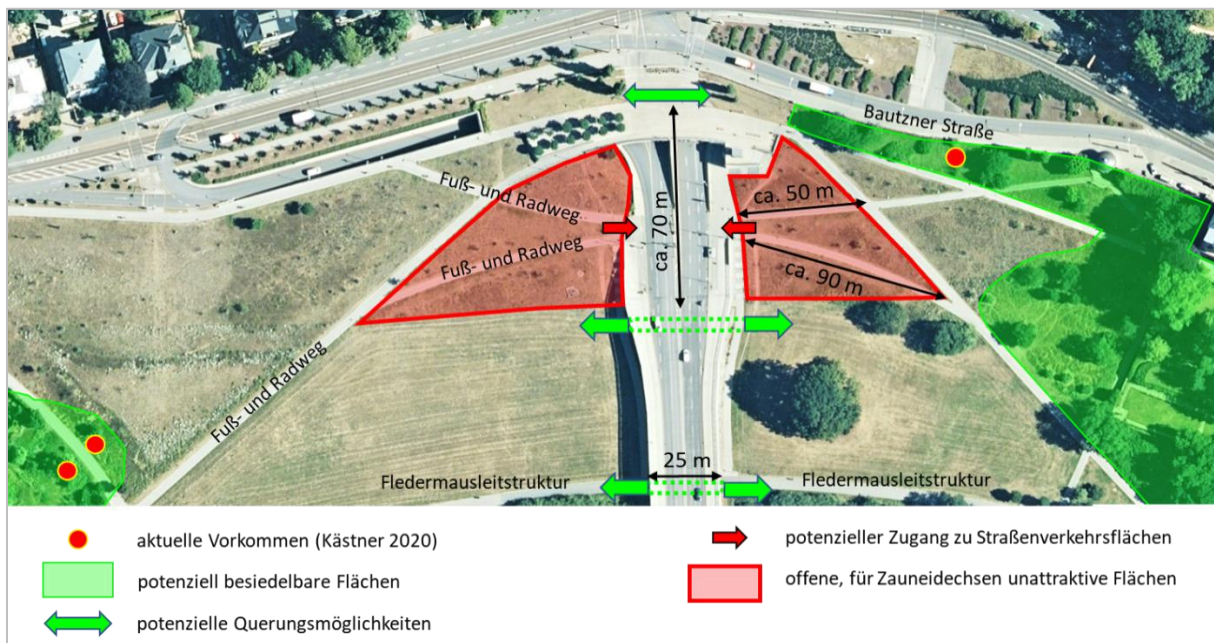 Bautzner Straße
Fuß- und Radweg
ca. 50 m
ca. 70 m
Fuß- und Radweg
ca. 90 m
Fuß- und Radweg
25 m
Fledermausleitstruktur
Fledermausleitstruktur
aktuelle Vorkommen (Kästner 2020)
potenziell besiedelbare Flächen
potenzielle Querungsmöglichkeiten
potenzieller Zugang zu Straßenverkehrsflächen
offene, für Zauneidechsen unattraktive Flächen